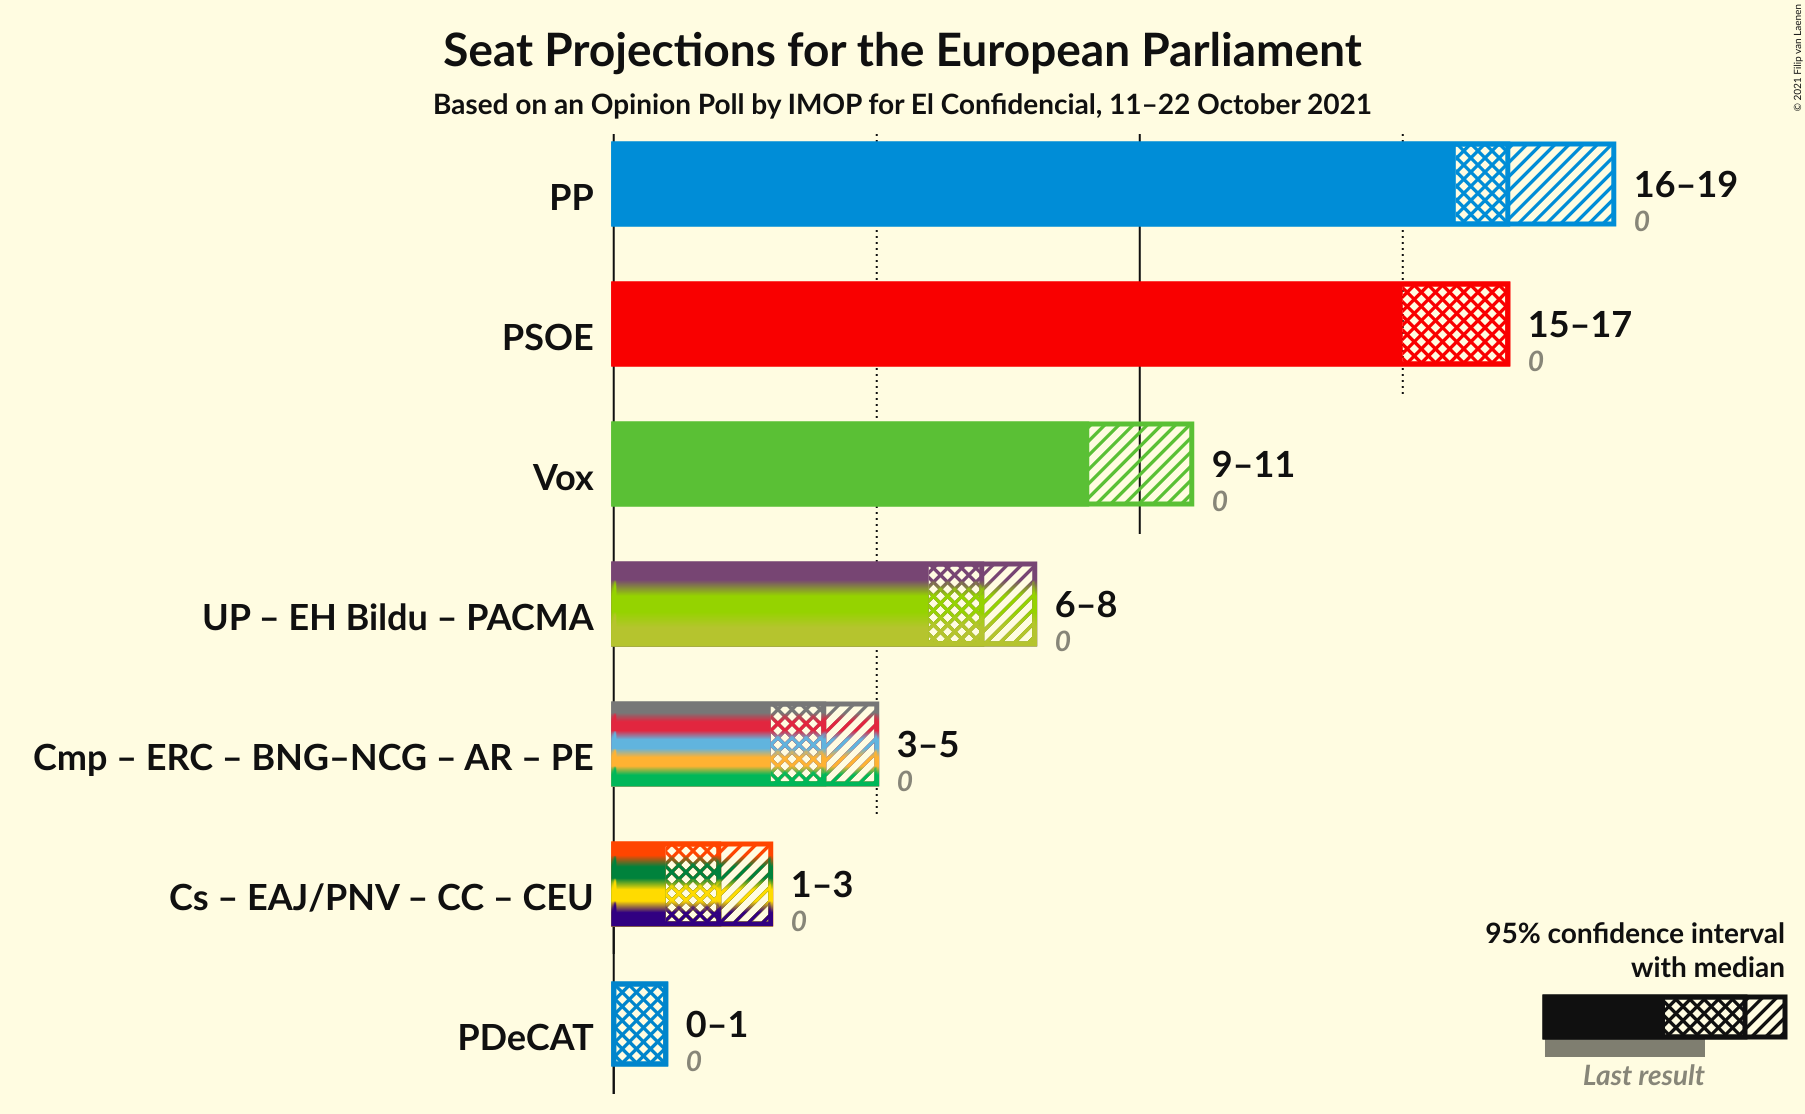 Seat Projections for the European Parliament
Based on an Opinion Poll by IMOP for El Confidencial, 11–22 October 2021
© 2021 Filip van Laenen
PP
16–19
0
PSOE
15–17
0
Vox
9–11
0
UP – EH Bildu – PACMA
6–8
0
Cmp – ERC – BNG–NCG – AR – PE
3–5
0
Cs – EAJ/PNV – CC – CEU
1–3
0
PDeCAT
0–1
0
95% confidence interval
with median
Last result